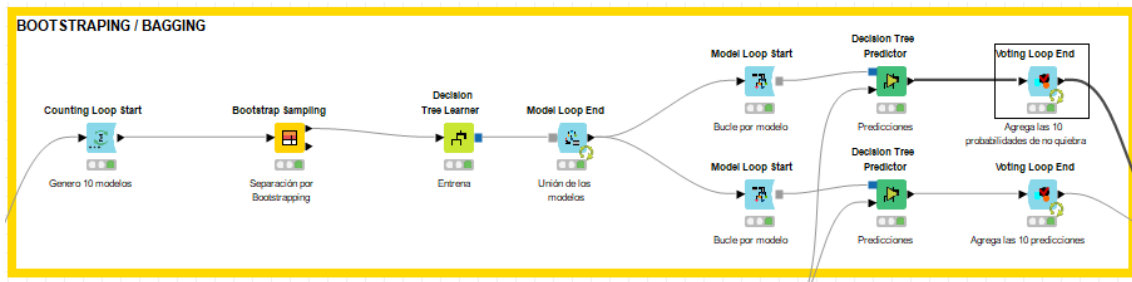 BOOTSTRAPING / BAGGING
Decision Tree
Model Loop Start
Predictor
Voting Loop End
Decision
Counting Loop Start
Bootstrap Sampling
Tree Learner
Model Loop End
Bucle por modelo
Predicciones
Agrega las 10
probabilidades de no quiebra
Decision Tree
Model Loop Start
Predictor
Voting Loop End
Genero 10 modelos
Separación por
Bootstrapping
Entrena
Unión de los
modelos
Bucle por modelo
Predicciones
Agrega las 10 predicciones